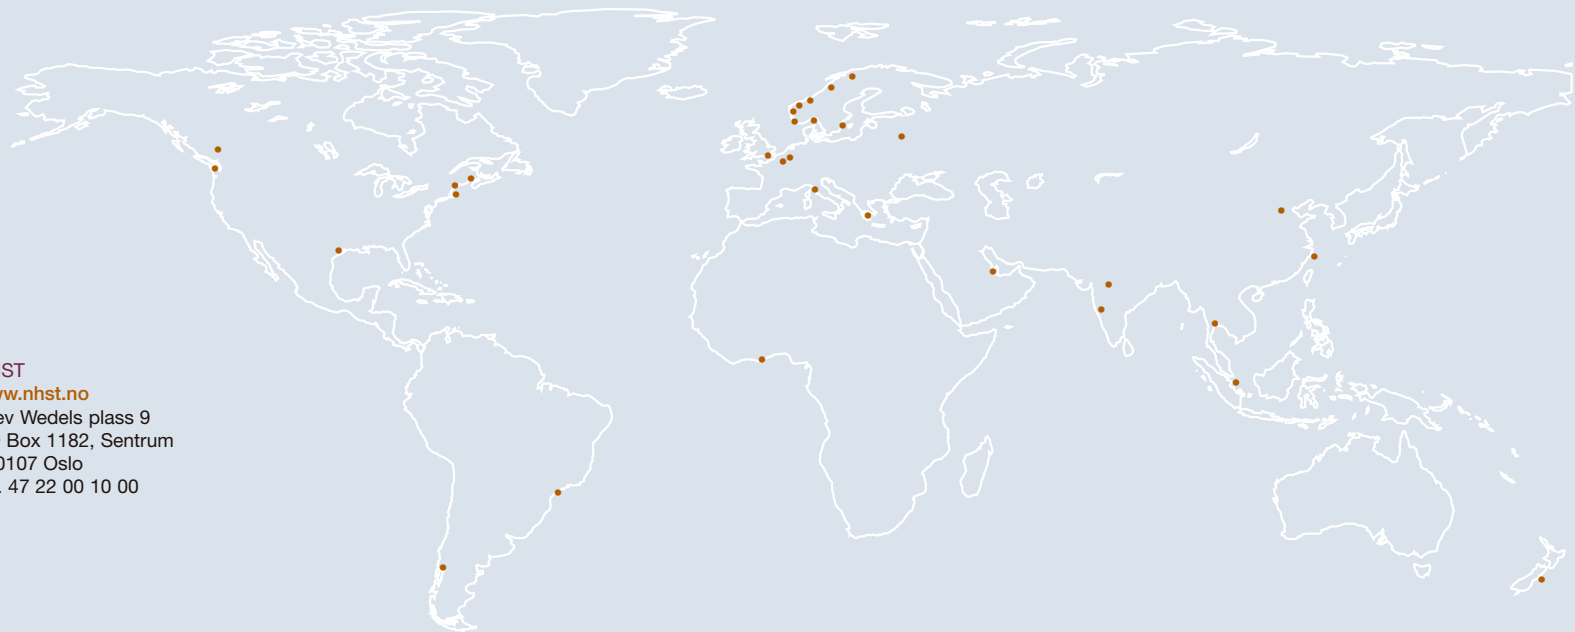 ST
w.nhst.no
ev Wedels plass 9
Box 1182, Sentrum
0107 Oslo
. 47 22 00 10 00